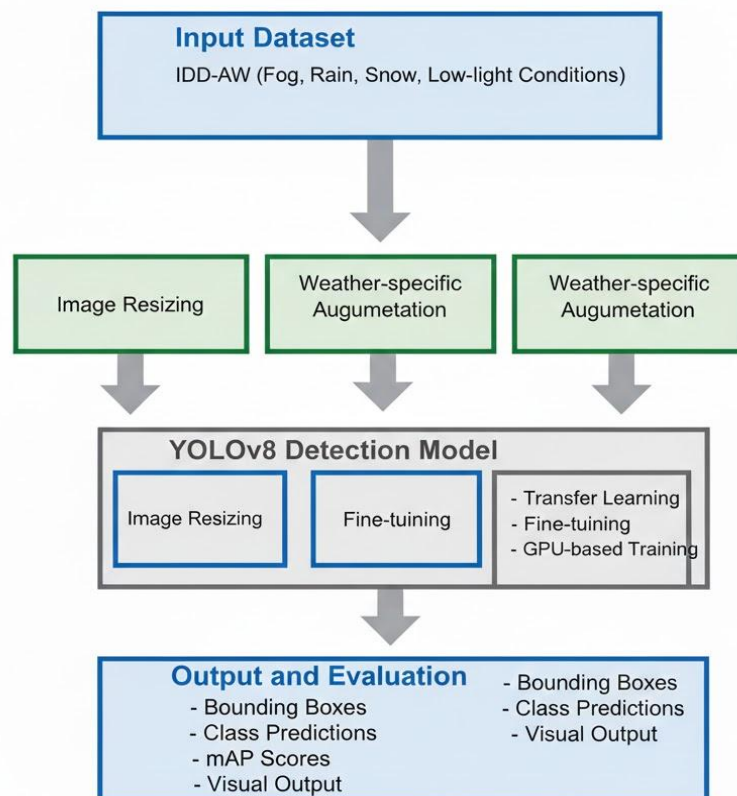 Input Dataset
IDD-AW (Fog, Rain, Snow, Low-light Conditions)
Image Resizing
Weather-specific
Augumetation
Weather-specific
Augumetation
YOLOv8 Detection Model
Image Resizing
Fine-tuining
- Transfer Learning
- Fine-tuining
- GPU-based Training
Output and Evaluation
- Bounding Boxes
- Class Predictions
- mAP Scores
- Visual Output
- Bounding Boxes
- Class Predictions
- Visual Output